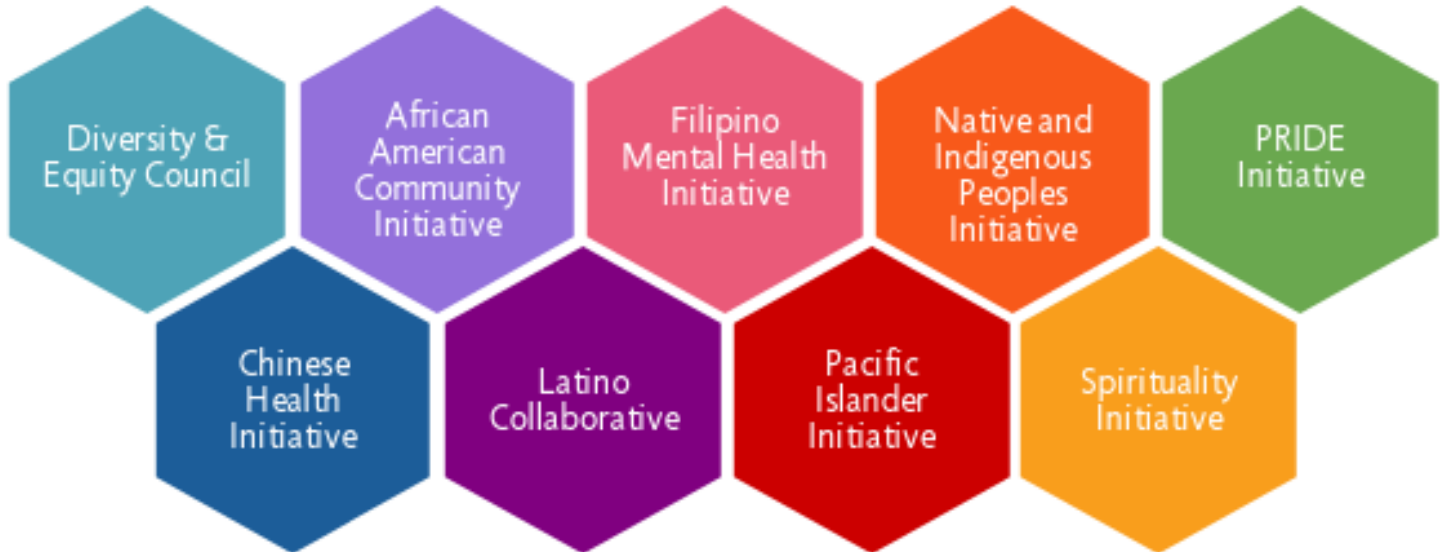 Diversity &
Equity Council
African
American
Community
Initiative
Filipino
Mental Health
Initiative
Native and
Indigenous
Peoples
Initiative
PRIDE
Initiative
Chinese
Health
Initiative
Latino
Collaborative
Pacific
Islander
Initiative
Spirituality
Initiative